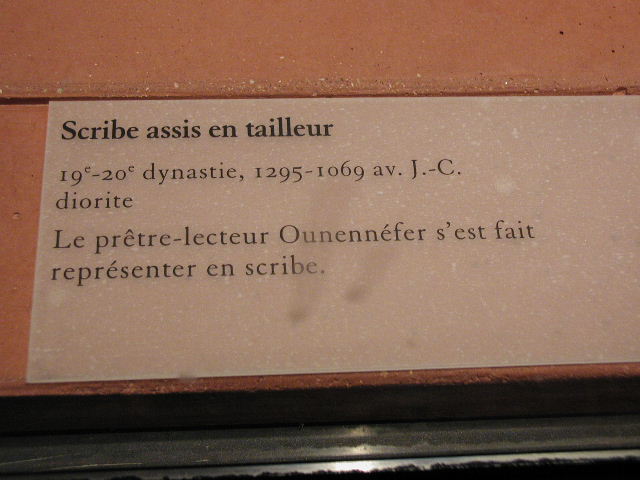 Scribe assis en tailleur
19e-20e dynastie, 1295-1069 av. J.-C.
diorite
Le prêtre-lecteur Ounennéfer s'est fait
représenter en scribe.